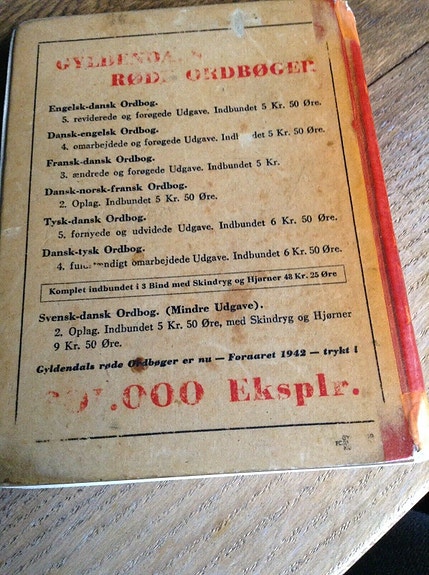 RØDE ORDBØGER.
Engelsk-dansk Ordbog.
5. reviderede og forøgede Udgave. Indbundet 5 Kr. 50 Øre.
Dansk-engelsk Ordbog.
4. omarbejdede og forøgede Udgave. 5 Kr. 50 Øre.
Fransk-dansk Ordbog.
3. ændrede og forøgede Udgave. Indbundet 5 Kr.
Dansk-norsk-fransk Ordbog.
2. Oplag. Indbundet 5 Kr. 50 Øre.
Tysk-dansk Ordbog.
5. fornyede og udvidede Udgave. Indbundet 6 Kr. 50 Øre.
Dansk-tysk Ordbog.
4. omarbejdede Udgave. Indbundet 6 Kr. 50 Øre.
Komplet indbundet i 3 Bind med Skindryg og Hjørner 48 Kr. 25 Øre
Svensk-dansk Ordbog. (Mindre Udgave).
2. Oplag. Indbundet 5 Kr. 50 Øre, med Skindryg og Hjørner
9 Kr. 50 Øre.
Gyldendals røde Ordbøger er nu — Foraaret 1942 — trykt i
.000 Eksplr.